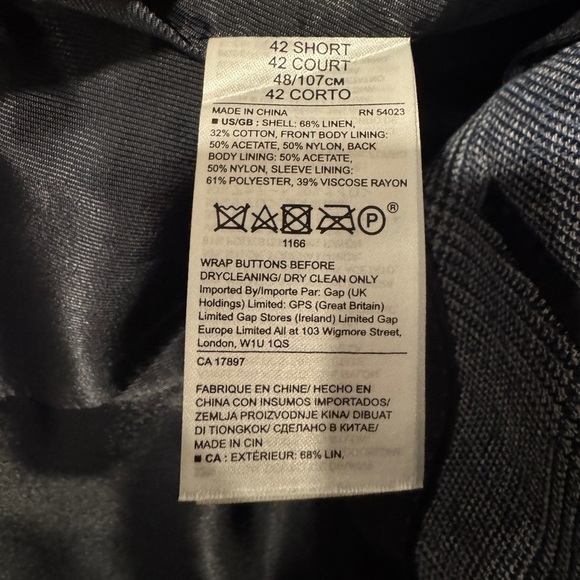 42 SHORT
42 COURT
48/107CM
42 CORTO
MADE IN CHINA RN 54023
■ US/GB : SHELL: 68% LINEN,
32% COTTON, FRONT BODY LINING:
50% ACETATE, 50% NYLON, BACK
BODY LINING: 50% ACETATE,
50% NYLON, SLEEVE LINING:
61% POLYESTER, 39% VISCOSE RAYON
P ®
1166
WRAP BUTTONS BEFORE
DRYCLEANING/ DRY CLEAN ONLY
Imported By/Importe Par: Gap (UK
Holdings) Limited: GPS (Great Britain)
Limited Gap Stores (Ireland) Limited Gap
Europe Limited All at 103 Wigmore Street,
London, W1U 1QS
CA 17897
FABRIQUE EN CHINE/ HECHO EN
CHINA CON INSUMOS IMPORTADOS/
ZEMLJA PROIZVODNJE KINA/ DIBUAT
DI TIONGKOK/ СДЕЛАНО В КИТАЕ/
MADE IN CIN
■ CA : EXTÉRIEUR: 68% LIN,